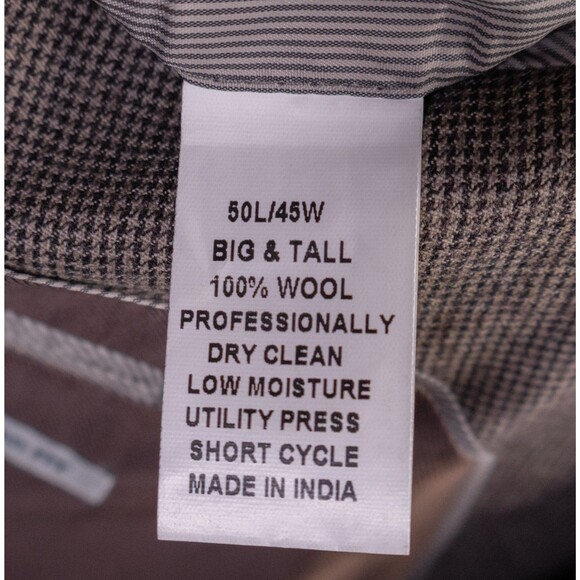 50L/45W
BIG & TALL
100% WOOL
PROFESSIONALLY
DRY CLEAN
LOW MOISTURE
UTILITY PRESS
SHORT CYCLE
MADE IN INDIA